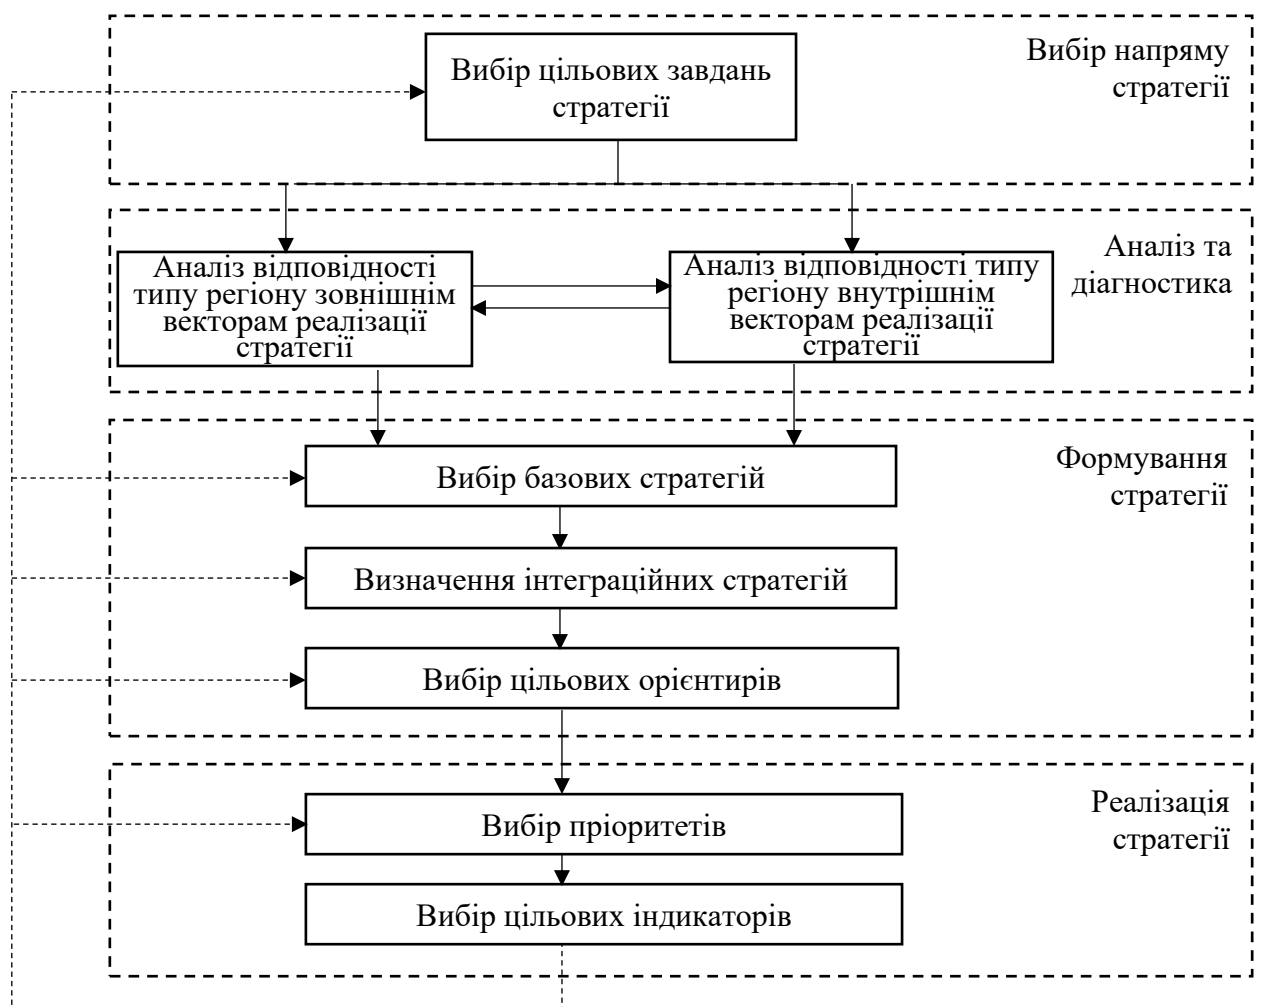 Вибір цільових завдань
стратегії
Вибір напряму
стратегії
Аналіз відповідності
типу регіону зовнішнім
векторам реалізації
стратегії
Аналіз відповідності типу
регіону внутрішнім
векторам реалізації
стратегії
Аналіз та
діагностика
Вибір базових стратегій
Формування
стратегії
Визначення інтеграційних стратегій
Вибір цільових орієнтирів
Вибір пріоритетів
Реалізація
стратегії
Вибір цільових індикаторів